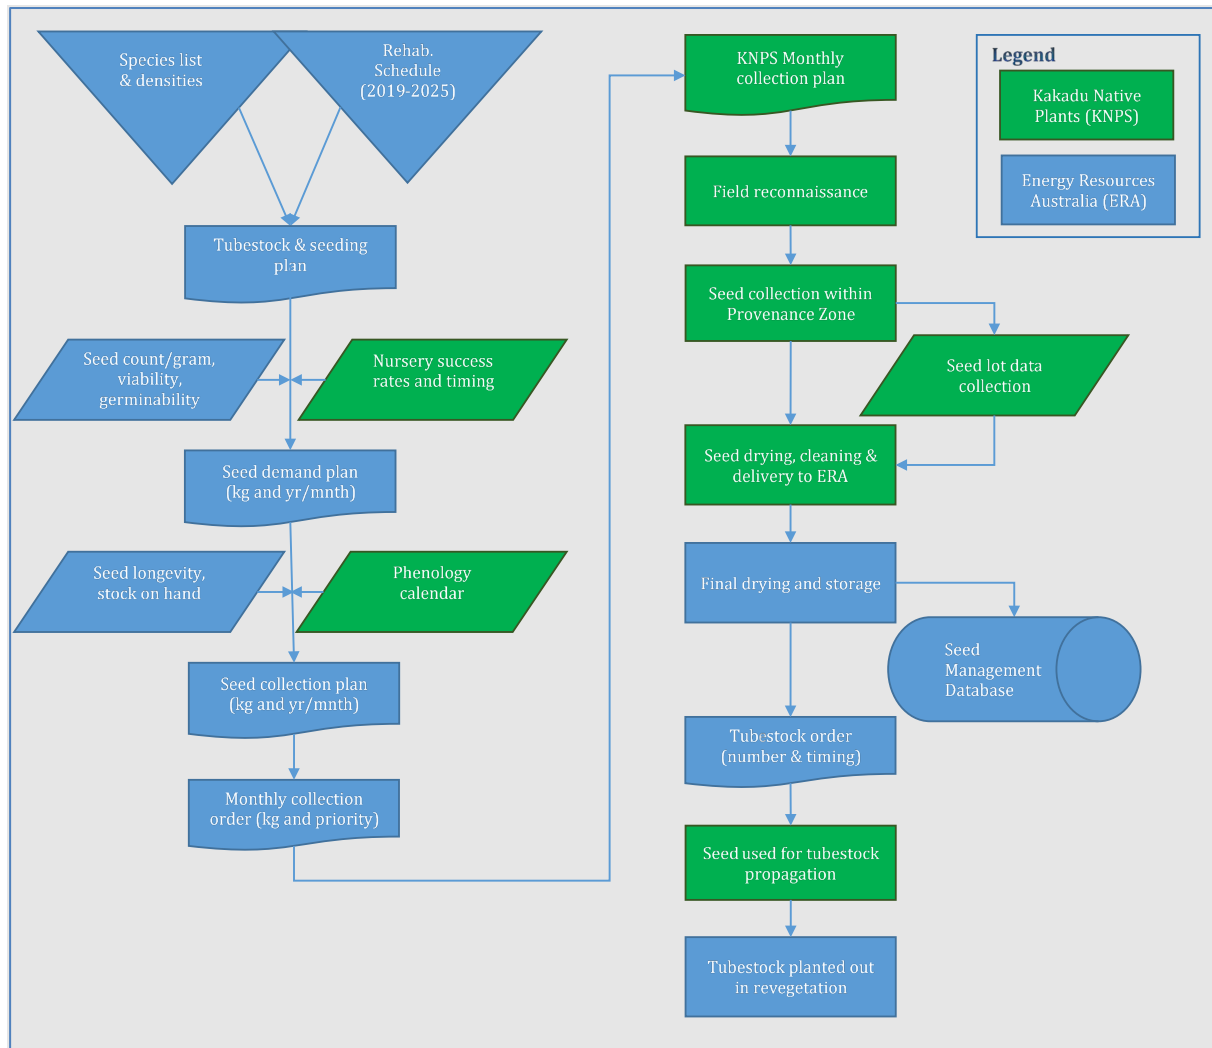 Species list
& densities
Rehab.
Schedule
(2019-2025)
Tubestock & seeding
plan
Seed count/gram,
viability,
germinability
Nursery success
rates and timing
Seed demand plan
(kg and yr/mnth)
Seed longevity,
stock on hand
Phenology
calendar
Seed collection plan
(kg and yr/mnth)
Monthly collection
order (kg and priority)
KNPS Monthly
collection plan
Field reconnaissance
Seed collection within
Provenance Zone
Seed lot data
collection
Seed drying, cleaning &
delivery to ERA
Final drying and storage
Seed
Management
Database
Tubestock order
(number & timing)
Seed used for tubestock
propagation
Tubestock planted out
in revegetation
Legend
Kakadu Native
Plants (KNPS)
Energy Resources
Australia (ERA)